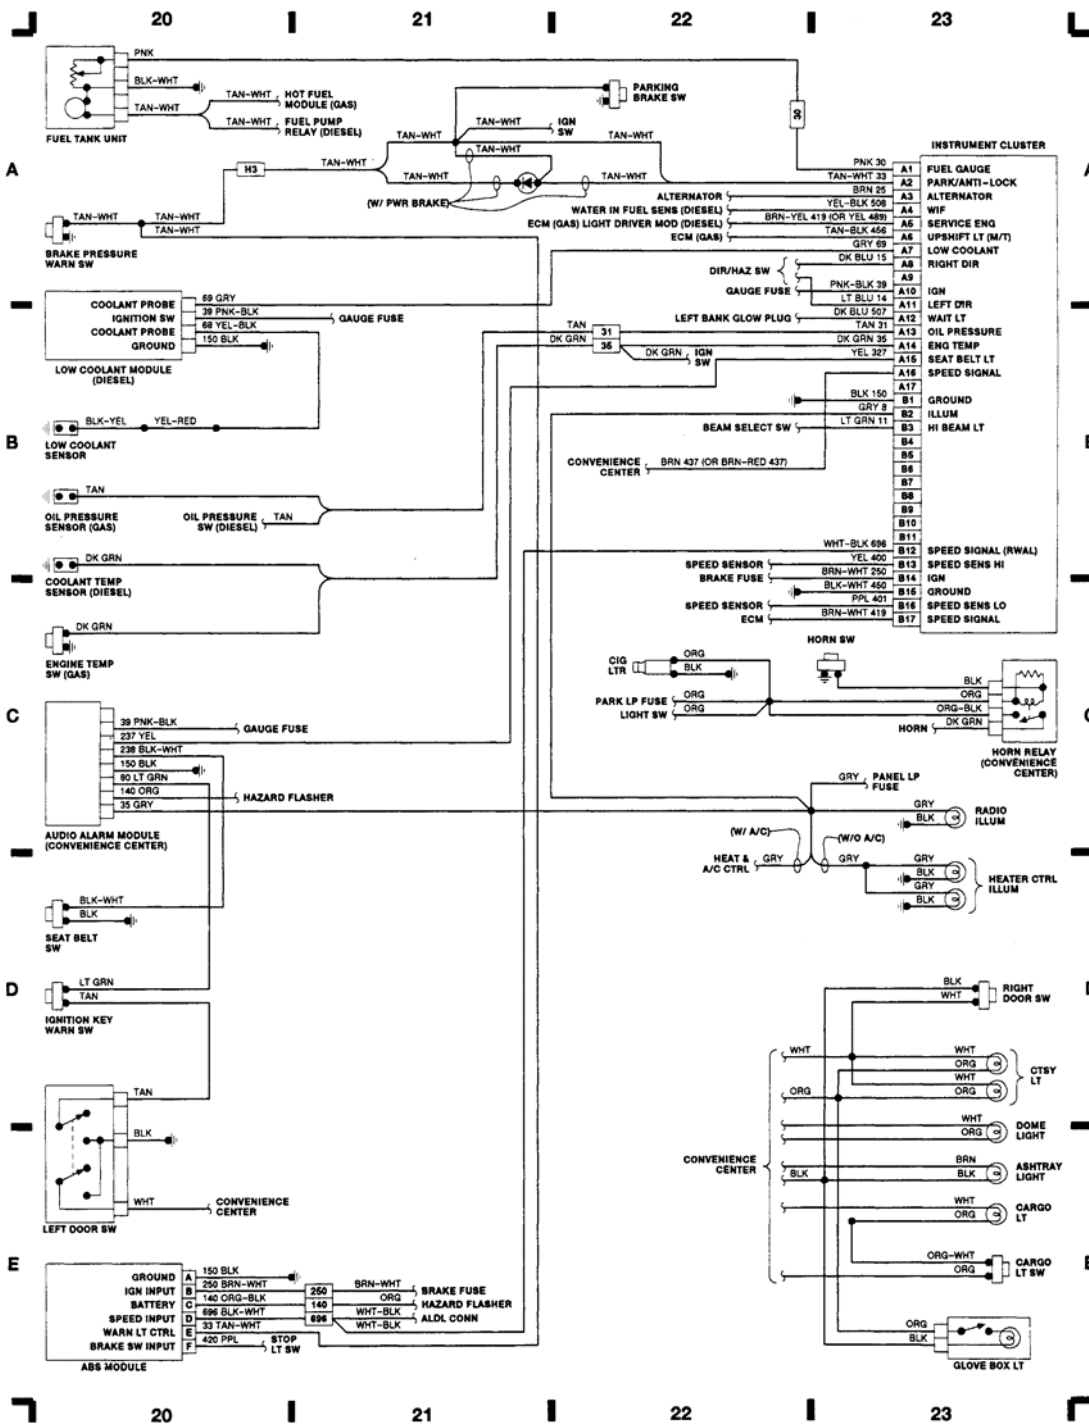 20 21 22 23
PNK
BLK-WHT
TAN-WHT
TAN-WHT
HOT FUEL
MODULE (GAS)
TAN-WHT
FUEL PUMP
RELAY (DIESEL)
FUEL TANK UNIT
PARKING
BRAKE SW
TAN-WHT
IGN
SW
TAN-WHT
TAN-WHT
TAN-WHT
30
INSTRUMENT CLUSTER
A
A
H3
TAN-WHT
TAN-WHT
TAN-WHT
TAN-WHT
(W/ PWR BRAKE)
TAN-WHT
TAN-WHT
BRAKE PRESSURE
WARN SW
PNK 30 A1 FUEL GAUGE
TAN-WHT 33 A2 PARK/ANTI-LOCK
ALTERNATOR BRN 25 A3 ALTERNATOR
WATER IN FUEL SENS (DIESEL) YEL-BLK 508 A4 WIF
ECM (GAS) LIGHT DRIVER MOD (DIESEL) BRN-YEL 419 (OR YEL 489) A5 SERVICE ENG
ECM (GAS) TAN-BLK 456 A6 UPSHIFT LT (M/T)
GRY 69 A7 LOW COOLANT
DK BLU 15 A8 RIGHT DIR
DIR/HAZ SW A9
GAUGE FUSE PNK-BLK 39 A10 IGN
LT BLU 14 A11 LEFT DIR
LEFT BANK GLOW PLUG DK BLU 507 A12 WAIT LT
TAN 31 TAN 31 A13 OIL PRESSURE
DK GRN 35 DK GRN 35 A14 ENG TEMP
DK GRN IGN
SW
YEL 327 A15 SEAT BELT LT
A16 SPEED SIGNAL
A17
BLK 150 B1 GROUND
GRY 8 B2 ILLUM
BEAM SELECT SW LT GRN 11 B3 HI BEAM LT
B4
B5
CONVENIENCE
CENTER
BRN 437 (OR BRN-RED 437)
B6
B7
B8
B9
B10
B11
WHT-BLK 696 B12 SPEED SIGNAL (RWAL)
SPEED SENSOR YEL 400 B13 SPEED SENS HI
BRAKE FUSE BRN-WHT 250 B14 IGN
BLK-WHT 450 B15 GROUND
SPEED SENSOR PPL 401 B16 SPEED SENS LO
ECM BRN-WHT 419 B17 SPEED SIGNAL
COOLANT PROBE 69 GRY
IGNITION SW 39 PNK-BLK GAUGE FUSE
COOLANT PROBE 68 YEL-BLK
GROUND 150 BLK
LOW COOLANT MODULE
(DIESEL)
B
BLK-YEL YEL-RED
LOW COOLANT
SENSOR
TAN
OIL PRESSURE
SENSOR (GAS)
OIL PRESSURE
SW (DIESEL)
TAN
DK GRN
COOLANT TEMP
SENSOR (DIESEL)
DK GRN
ENGINE TEMP
SW (GAS)
CIG
LTR
ORG
BLK
HORN SW
PARK LP FUSE ORG
LIGHT SW ORG
BLK
ORG
ORG-BLK
HORN DK GRN
HORN RELAY
(CONVENIENCE
CENTER)
C
39 PNK-BLK GAUGE FUSE
237 YEL
238 BLK-WHT
150 BLK
80 LT GRN
140 ORG HAZARD FLASHER
35 GRY
AUDIO ALARM MODULE
(CONVENIENCE CENTER)
GRY PANEL LP
FUSE
GRY
BLK
RADIO
ILLUM
(W/ A/C)
(W/O A/C)
HEAT &
A/C CTRL
GRY
GRY
GRY
BLK
GRY
BLK
HEATER CTRL
ILLUM
BLK-WHT
BLK
SEAT BELT
SW
D
LT GRN
TAN
IGNITION KEY
WARN SW
BLK
WHT
RIGHT
DOOR SW
WHT
WHT
ORG
WHT
ORG
ORG
CTSY
LT
WHT
ORG
DOME
LIGHT
CONVENIENCE
CENTER
BLK
BRN
BLK
ASHTRAY
LIGHT
WHT
ORG
CARGO
LT
ORG-WHT
ORG
CARGO
LT SW
ORG
BLK
GLOVE BOX LT
TAN
BLK
WHT
CONVENIENCE
CENTER
LEFT DOOR SW
E
GROUND A 150 BLK
IGN INPUT B 250 BRN-WHT 250 BRN-WHT BRAKE FUSE
BATTERY C 140 ORG-BLK 140 ORG HAZARD FLASHER
SPEED INPUT D 696 BLK-WHT 696 WHT-BLK ALDL CONN
WHT-BLK
WARN LT CTRL E 33 TAN-WHT
BRAKE SW INPUT F 420 PPL STOP
LT SW
ABS MODULE
20 21 22 23